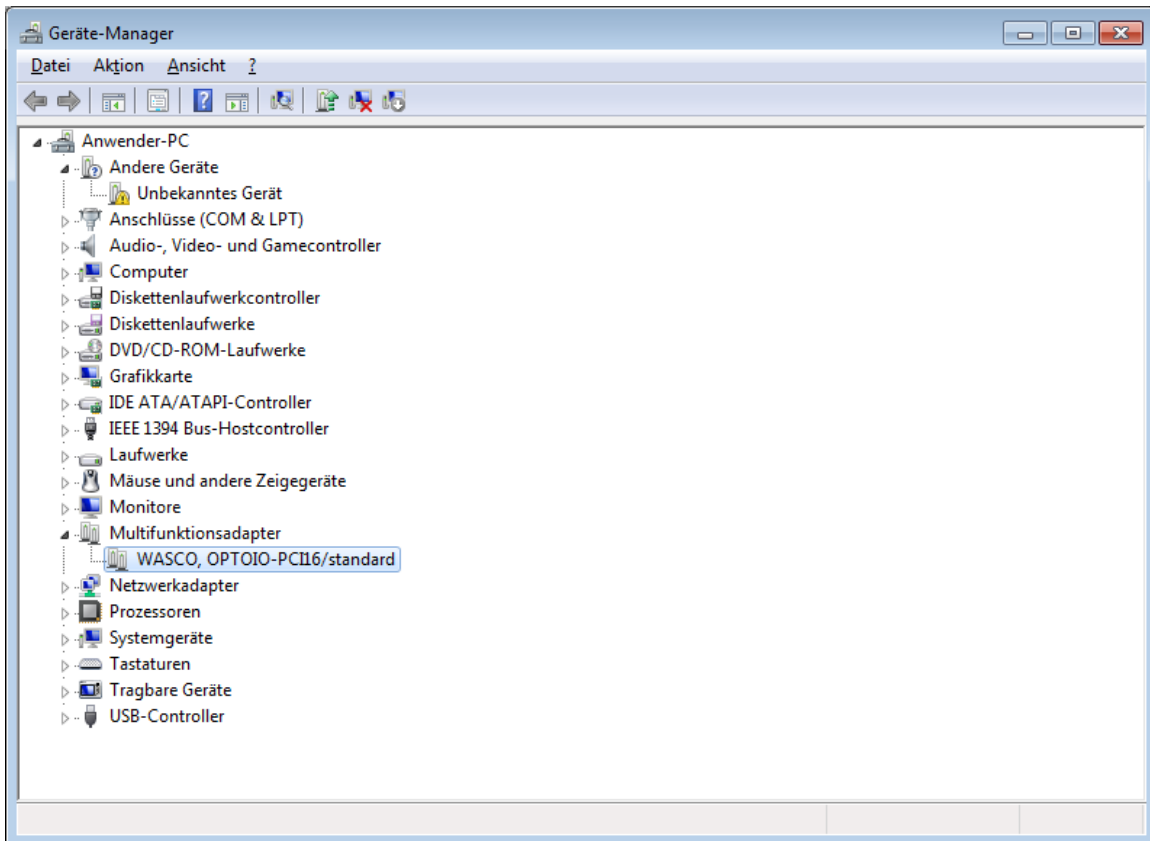 Geräte-Manager
Datei Aktion Ansicht ?
Anwender-PC
Andere Geräte
Unbekanntes Gerät
Anschlüsse (COM & LPT)
Audio-, Video- und Gamecontroller
Computer
Diskettenlaufwerkcontroller
Diskettenlaufwerke
DVD/CD-ROM-Laufwerke
Grafikkarte
IDE ATA/ATAPI-Controller
IEEE 1394 Bus-Hostcontroller
Laufwerke
Mäuse und andere Zeigegeräte
Monitore
Multifunktionsadapter
WASCO, OPTOIO-PCI16/standard
Netzwerkadapter
Prozessoren
Systemgeräte
Tastaturen
Tragbare Geräte
USB-Controller